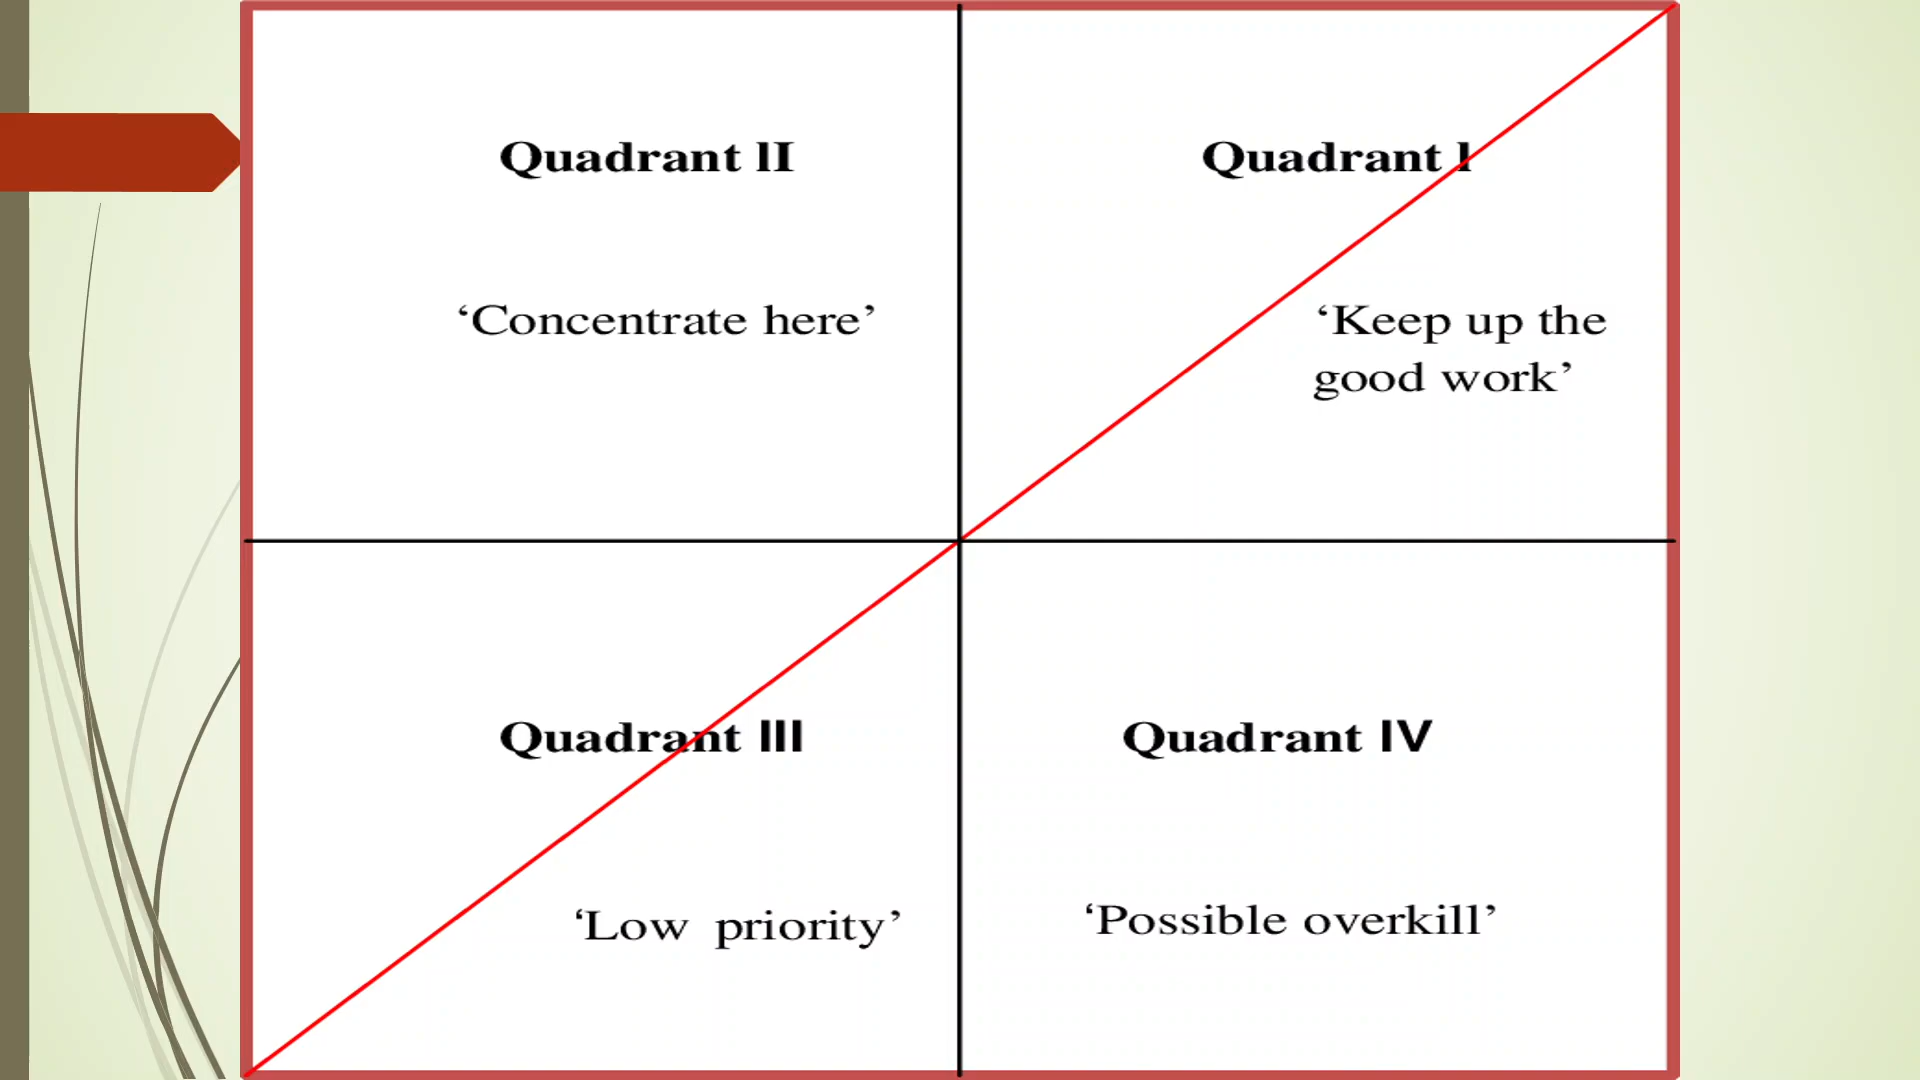 Quadrant II
‘Concentrate here’
Quadrant I
‘Keep up the
good work’
Quadrant III
‘Low priority’
Quadrant IV
‘Possible overkill’